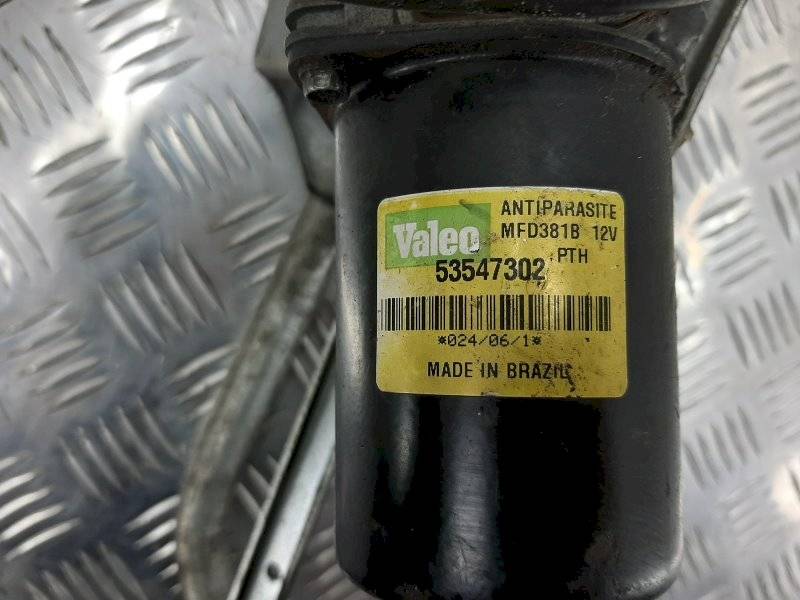 Valeo
ANTIPARASITE
MFD381B 12V
PTH
53547302
*024/06/1*
MADE IN BRAZIL